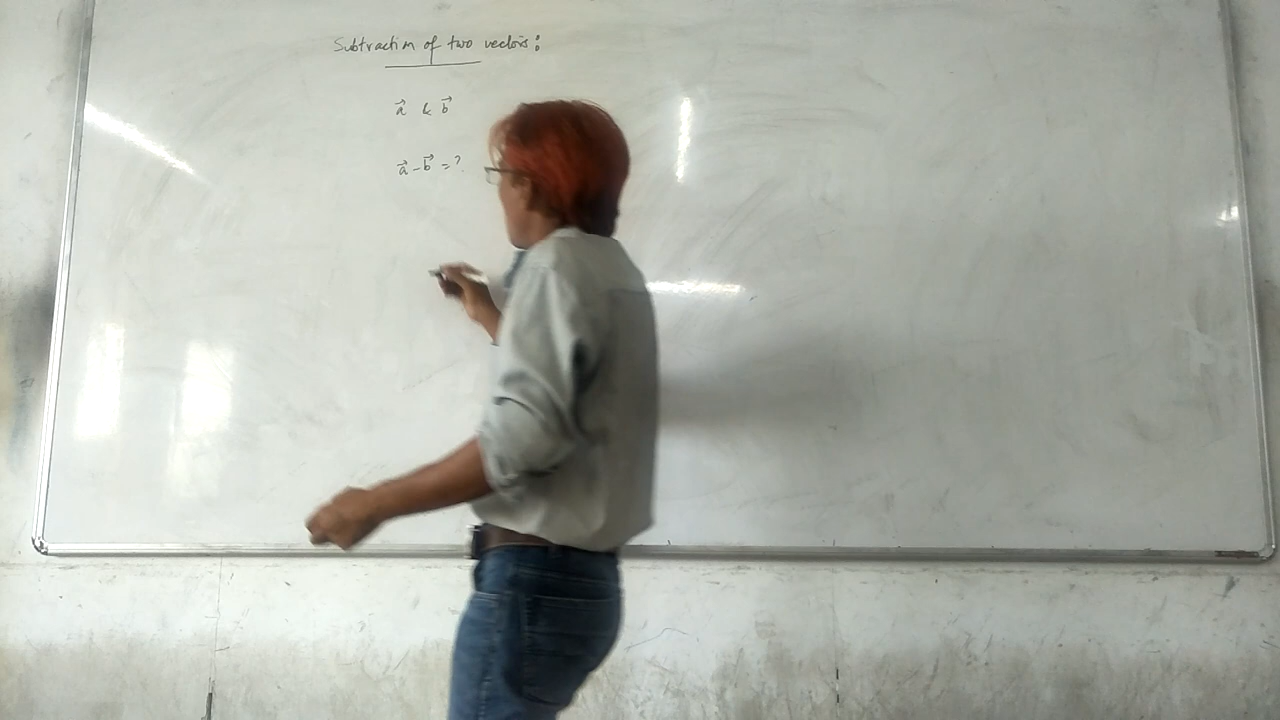 Subtraction of two vectors:
a⃗ & b⃗
a⃗ - b⃗ = ?